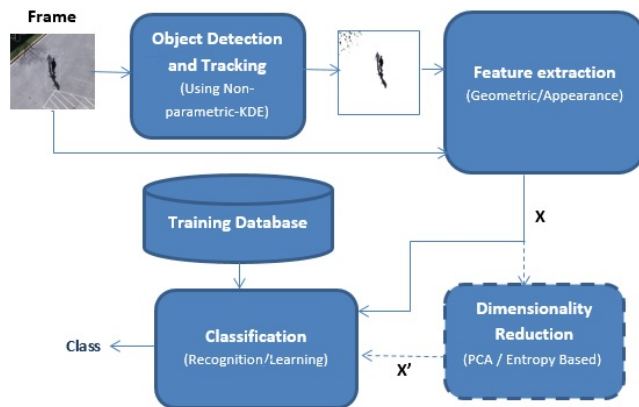 Frame
Object Detection
and Tracking
(Using Non-
parametric-KDE)
Feature extraction
(Geometric/Appearance)
X
Training Database
Classification
(Recognition/Learning)
Class
Dimensionality
Reduction
(PCA / Entropy Based)
X’